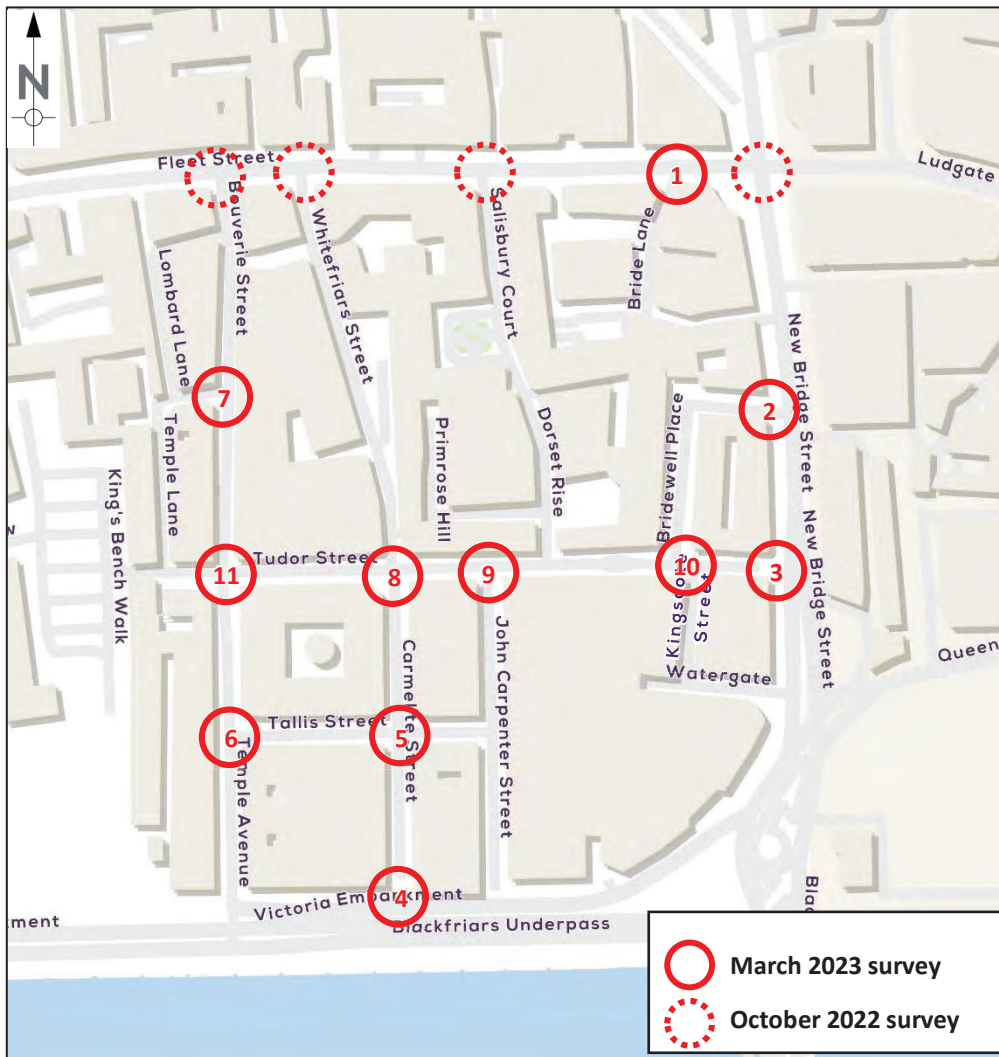 N
Fleet Street
Ludgate
1
Bouverie Street
Whitefriars Street
Salisbury Court
Bride Lane
Lombard Lane
New Bridge Street
7
2
Temple Lane
Primrose Hill
Dorset Rise
Bridewell Place
King's Bench Walk
New Bridge Street
Tudor Street
11
8
9
10
3
Street
John Carpenter Street
Carmelite Street
Queen
Watergate
Tallis Street
6
5
Temple Avenue
4
Victoria Embankment
Blackfriars Underpass
kment
Blac
March 2023 survey
October 2022 survey